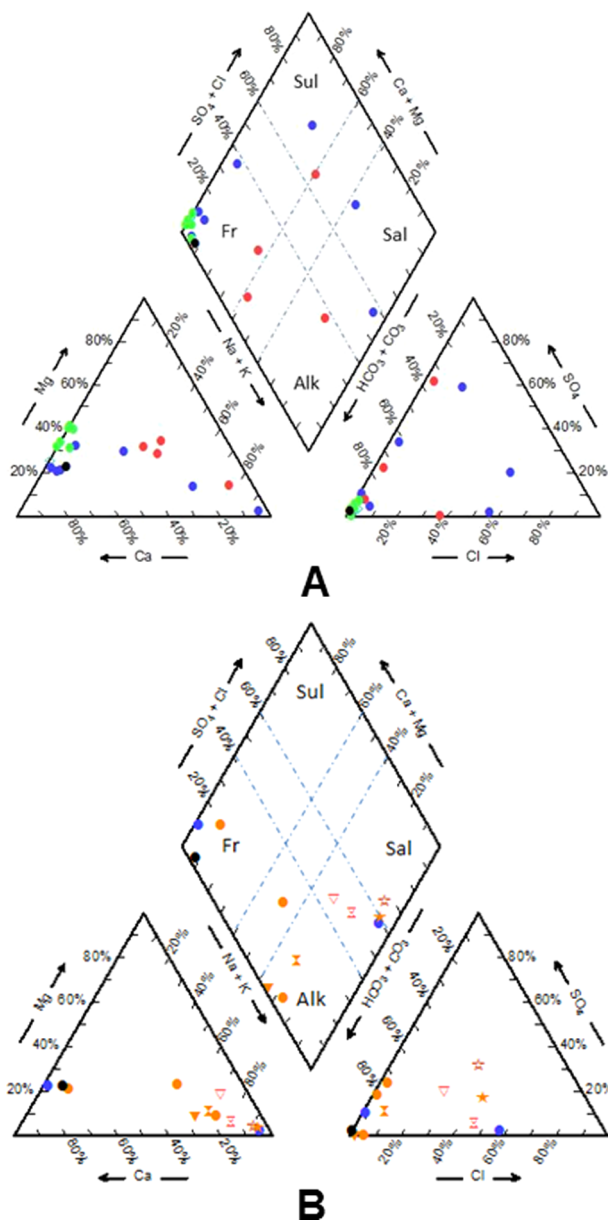 80% 80%
SO4 + Cl 60% Sul 60% Ca + Mg
40% 40%
20% 20%
Fr Sal
80% 20% Na + K HCO3 + CO3 20% 80%
Mg 60% 40% Alk 40% 60% SO4
40% 60% 60% 40%
20% 80% 80% 20%
80% 60% 40% 20% 20% 40% 60% 80%
Ca Cl
A
80% 80%
SO4 + Cl 60% Sul 60% Ca + Mg
40% 40%
20% 20%
Fr Sal
80% 20% Na + K HCO3 + CO3 20% 80%
Mg 60% 40% Alk 40% 60% SO4
40% 60% 60% 40%
20% 80% 80% 20%
80% 60% 40% 20% 20% 40% 60% 80%
Ca Cl
B